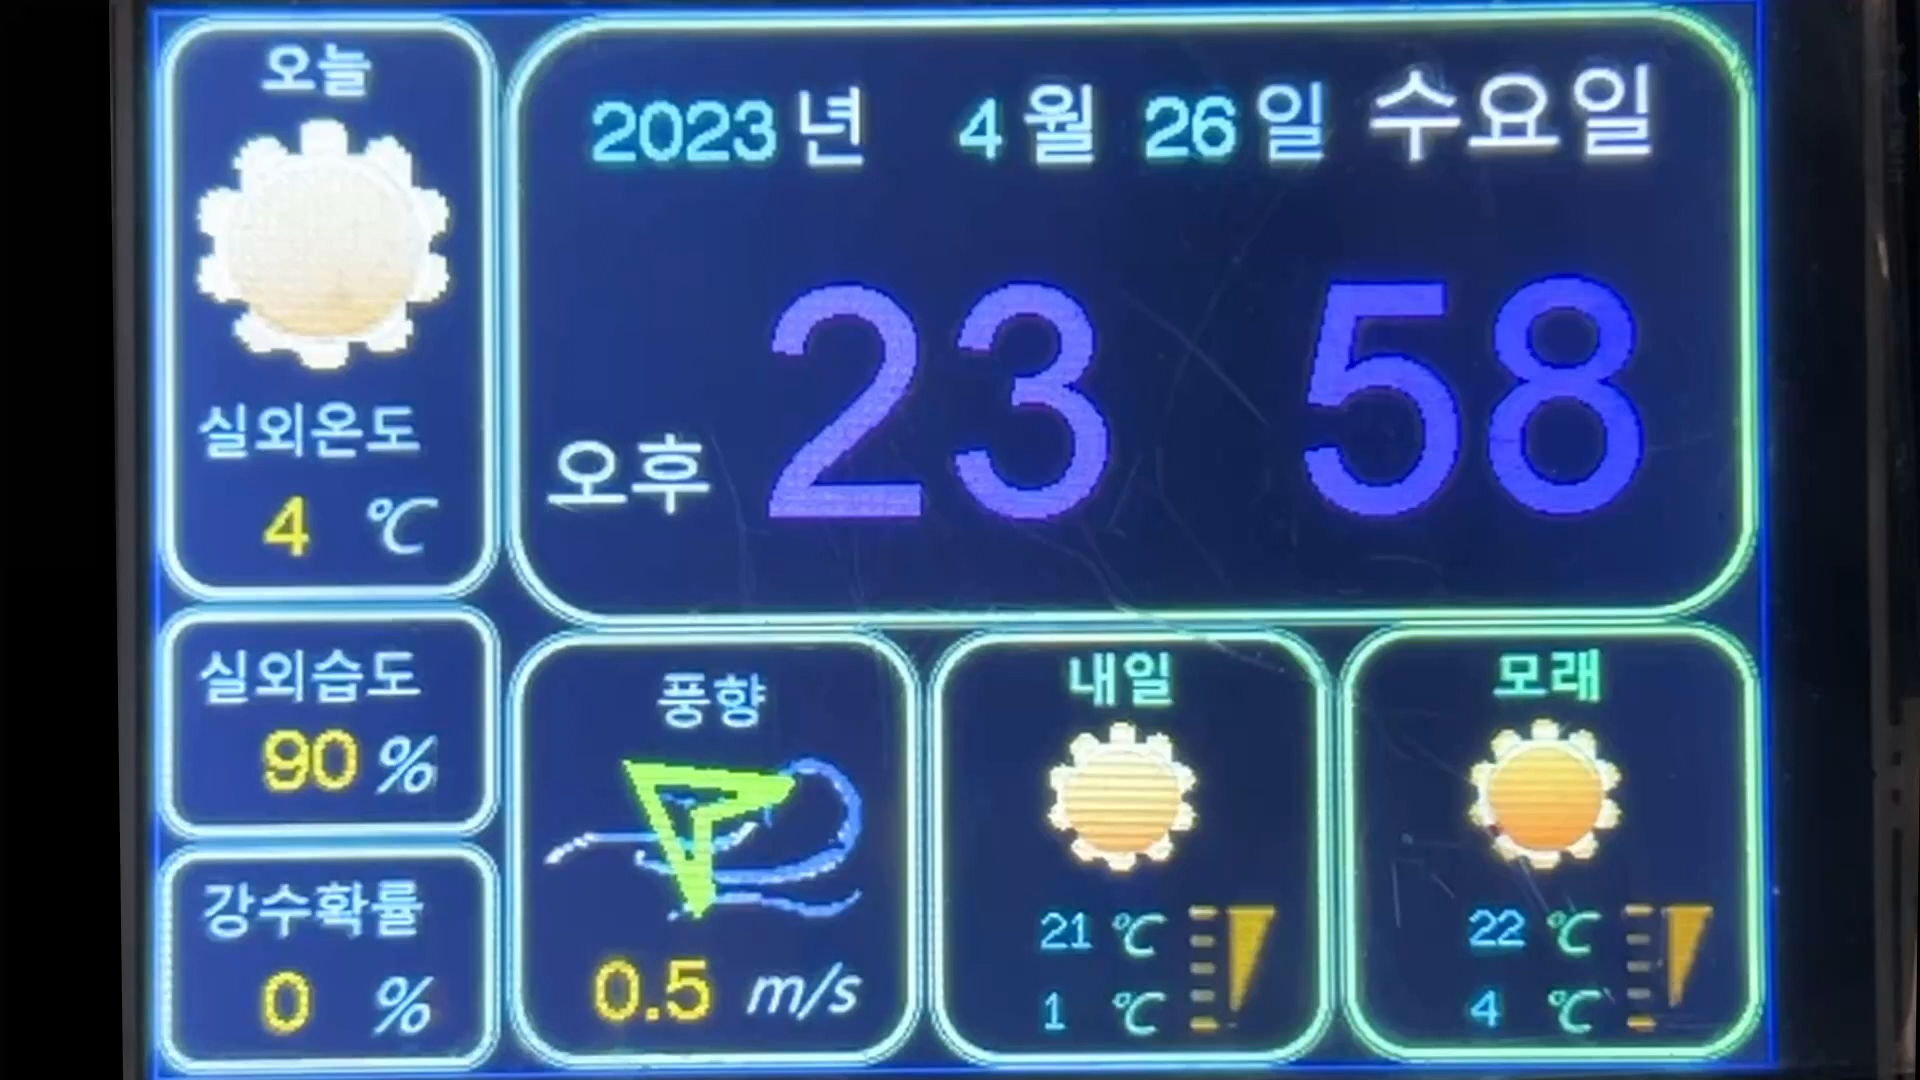 오늘
실외온도
4 ℃
실외습도
90 %
강수확률
0 %
2023 년 4 월 26 일 수요일
오후 23 58
풍향
0.5 m/s
내일
21 ℃
1 ℃
모래
22 ℃
4 ℃